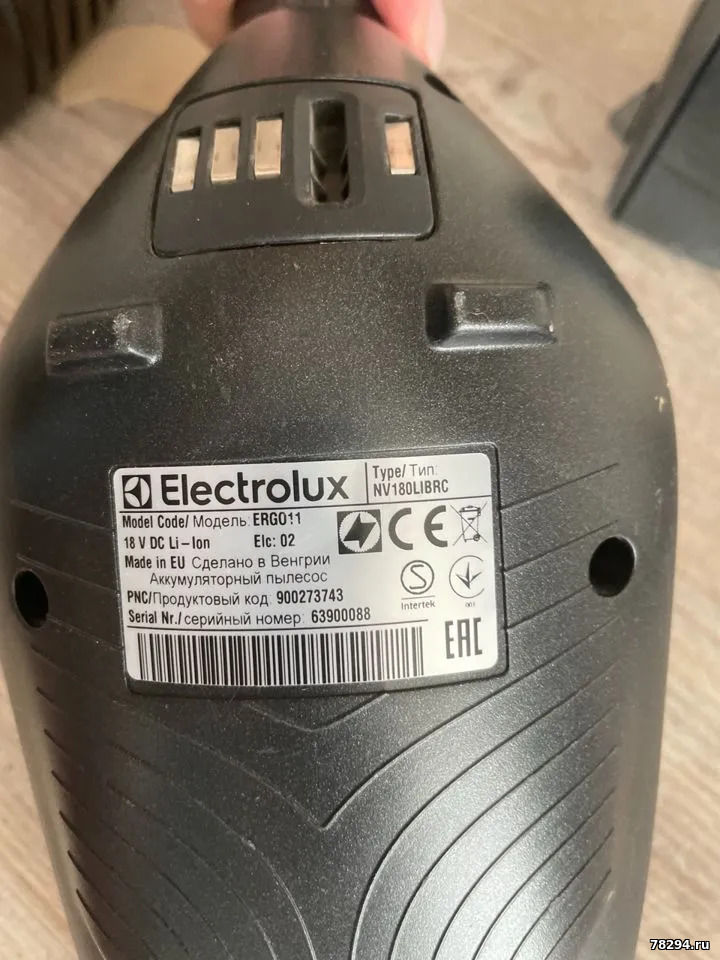 Electrolux
Type/ Тип:
NV180LIBRC
Model Code/ Модель: ERGO11
18 V DC Li-Ion Elc: 02
Made in EU Сделано в Венгрии
Аккумуляторный пылесос
PNC/Продуктовый код: 900273743
Serial Nr./серийный номер: 63900088
CE
S
Intertek
001
EAC
78294.ru